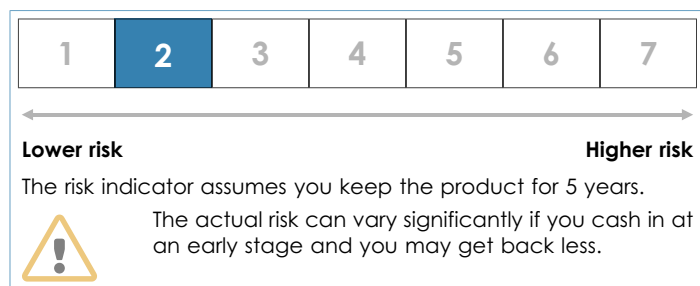 1 2 3 4 5 6 7
Lower risk Higher risk
The risk indicator assumes you keep the product for 5 years.
The actual risk can vary significantly if you cash in at
an early stage and you may get back less.